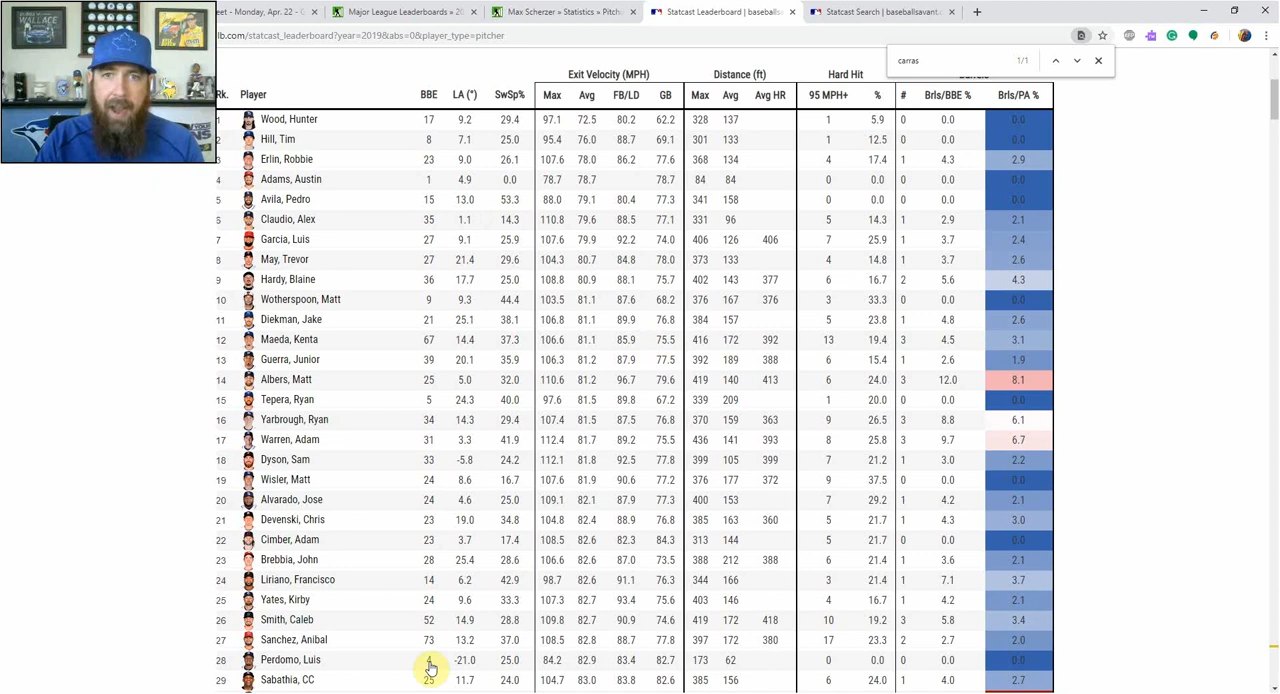 WALLACE
eet - Monday, Apr. 22 -
Major League Leaderboards
Max Scherzer » Statistics » Pitch
Statcast Leaderboard | baseballs
Statcast Search | baseballsavant.
lb.com/statcast_leaderboard?year=2019&abs=0&player_type=pitcher
carras 1/1
Exit Velocity (MPH) Distance (ft) Hard Hit
Rk. Player BBE LA (°) SwSp% Max Avg FB/LD GB Max Avg Avg HR 95 MPH+ % # Brls/BBE % Brls/PA %
1 Wood, Hunter 17 9.2 29.4 97.1 72.5 80.2 62.2 328 137 1 5.9 0 0.0 0.0
Hill, Tim 8 7.1 25.0 95.4 76.0 69.1 301 133 1 12.5 0 0.0 0.0
Erlin, Robbie 23 9.0 26.1 107.6 78.0 86.2 77.6 368 134 4 17.4 1 4.3 2.9
4 Adams, Austin 1 4.9 0.0 78.7 78.7 78.7 84 84 0 0.0 0 0.0 0.0
5 Avila, Pedro 15 13.0 53.3 88.0 79.1 80.4 77.3 341 158 0 0.0 0 0.0 0.0
6 Claudio, Alex 35 1.1 14.3 110.8 79.6 88.5 77.1 321 96 5 14.3 1 2.9 2.1
7 Garcia, Luis 27 9.1 25.9 107.6 79.9 92.2 74.0 406 126 406 7 25.9 1 3.7 2.4
8 May, Trevor 27 21.4 29.6 104.3 80.7 84.8 78.0 373 133 4 14.8 1 3.7 2.6
9 Hardy, Blaine 36 17.7 25.0 108.8 80.9 88.1 75.7 402 143 377 6 16.7 2 5.6 4.3
10 Wotherspoon, Matt 9 9.3 44.4 103.5 81.1 87.6 68.2 376 167 376 3 33.3 0 0.0 0.0
11 Diekman, Jake 21 25.1 38.1 106.8 81.1 89.9 76.8 384 157 5 23.8 1 4.8 2.6
12 Maeda, Kenta 67 14.4 37.3 106.6 81.1 85.9 75.5 416 172 392 13 19.4 3 4.5 3.1
13 Guerra, Junior 39 20.1 35.9 106.3 81.2 87.9 77.5 392 189 388 6 15.4 1 2.6 1.9
14 Albers, Matt 25 5.0 32.0 110.6 81.2 96.7 79.6 419 140 413 6 24.0 3 12.0 8.1
15 Tepera, Ryan 5 24.3 40.0 97.6 81.5 89.8 67.2 339 209 1 20.0 0 0.0 0.0
16 Yarbrough, Ryan 34 14.3 29.4 87.5 76.8 370 159 363 9 26.5 3 8.8 6.1
17 Warren, Adam 31 3.3 41.9 112.4 81.7 89.2 75.5 436 141 393 8 25.8 3 9.7 6.7
18 Dyson, Sam 33 -5.8 24.2 112.1 81.8 92.5 77.8 399 105 399 7 21.2 1 3.0 2.2
19 Wisler, Matt 24 8.6 16.7 90.6 77.2 376 177 372 9 37.5 0 0.0 0.0
20 Alvarado, Jose 24 4.6 25.0 82.1 87.9 77.3 400 153 7 29.2 1 4.2 2.1
21 Devenski, Chris 23 19.0 34.8 104.8 82.4 88.9 76.8 385 163 360 5 21.7 1 4.3 3.0
22 Cimber, Adam 23 3.7 17.4 82.6 82.3 84.3 313 144 5 21.7 0 0.0 0.0
23 Brebbia, John 28 25.4 28.6 87.0 73.5 388 212 388 6 21.4 1 3.6 2.1
24 Liriano, Francisco 14 6.2 42.9 98.7 82.6 91.1 76.3 344 166 3 21.4 1 7.1 3.7
25 Yates, Kirby 24 9.6 33.3 107.3 82.7 93.4 75.6 403 146 4 16.7 1 4.2 2.1
26 Smith, Caleb 52 14.9 28.8 82.7 90.9 74.6 419 172 418 10 19.2 3 5.8 3.4
27 Sanchez, Anibal 73 13.2 37.0 108.5 82.8 88.7 77.8 392 172 380 17 23.3 2 2.7 2.0
28 Perdomo, Luis -21.0 25.0 84.2 82.8 83.4 82.7 173 62 0 0.0 0 0.0 0.0
29 Sabathia, CC 25 11.7 24.0 83.0 83.8 82.6 385 156 6 24.0 1 4.0 2.7